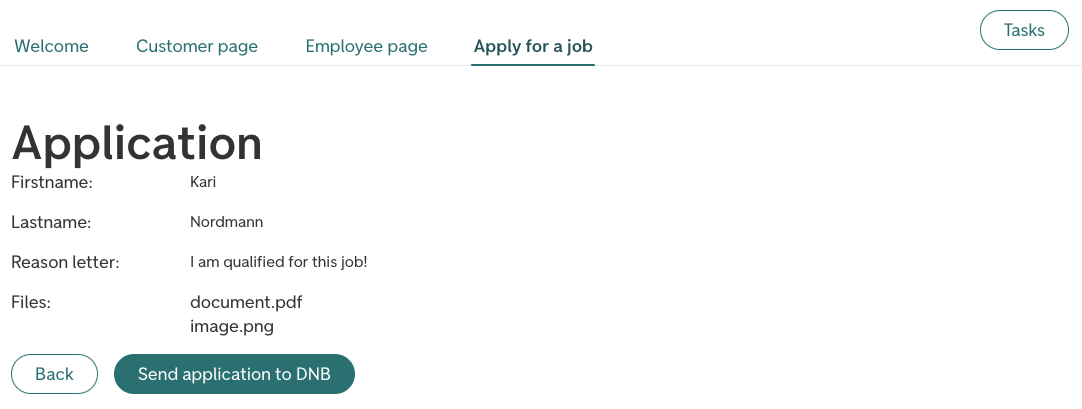 Welcome Customer page Employee page Apply for a job Tasks
Application
Firstname: Kari
Lastname: Nordmann
Reason letter: I am qualified for this job!
Files: document.pdf
image.png
Back Send application to DNB